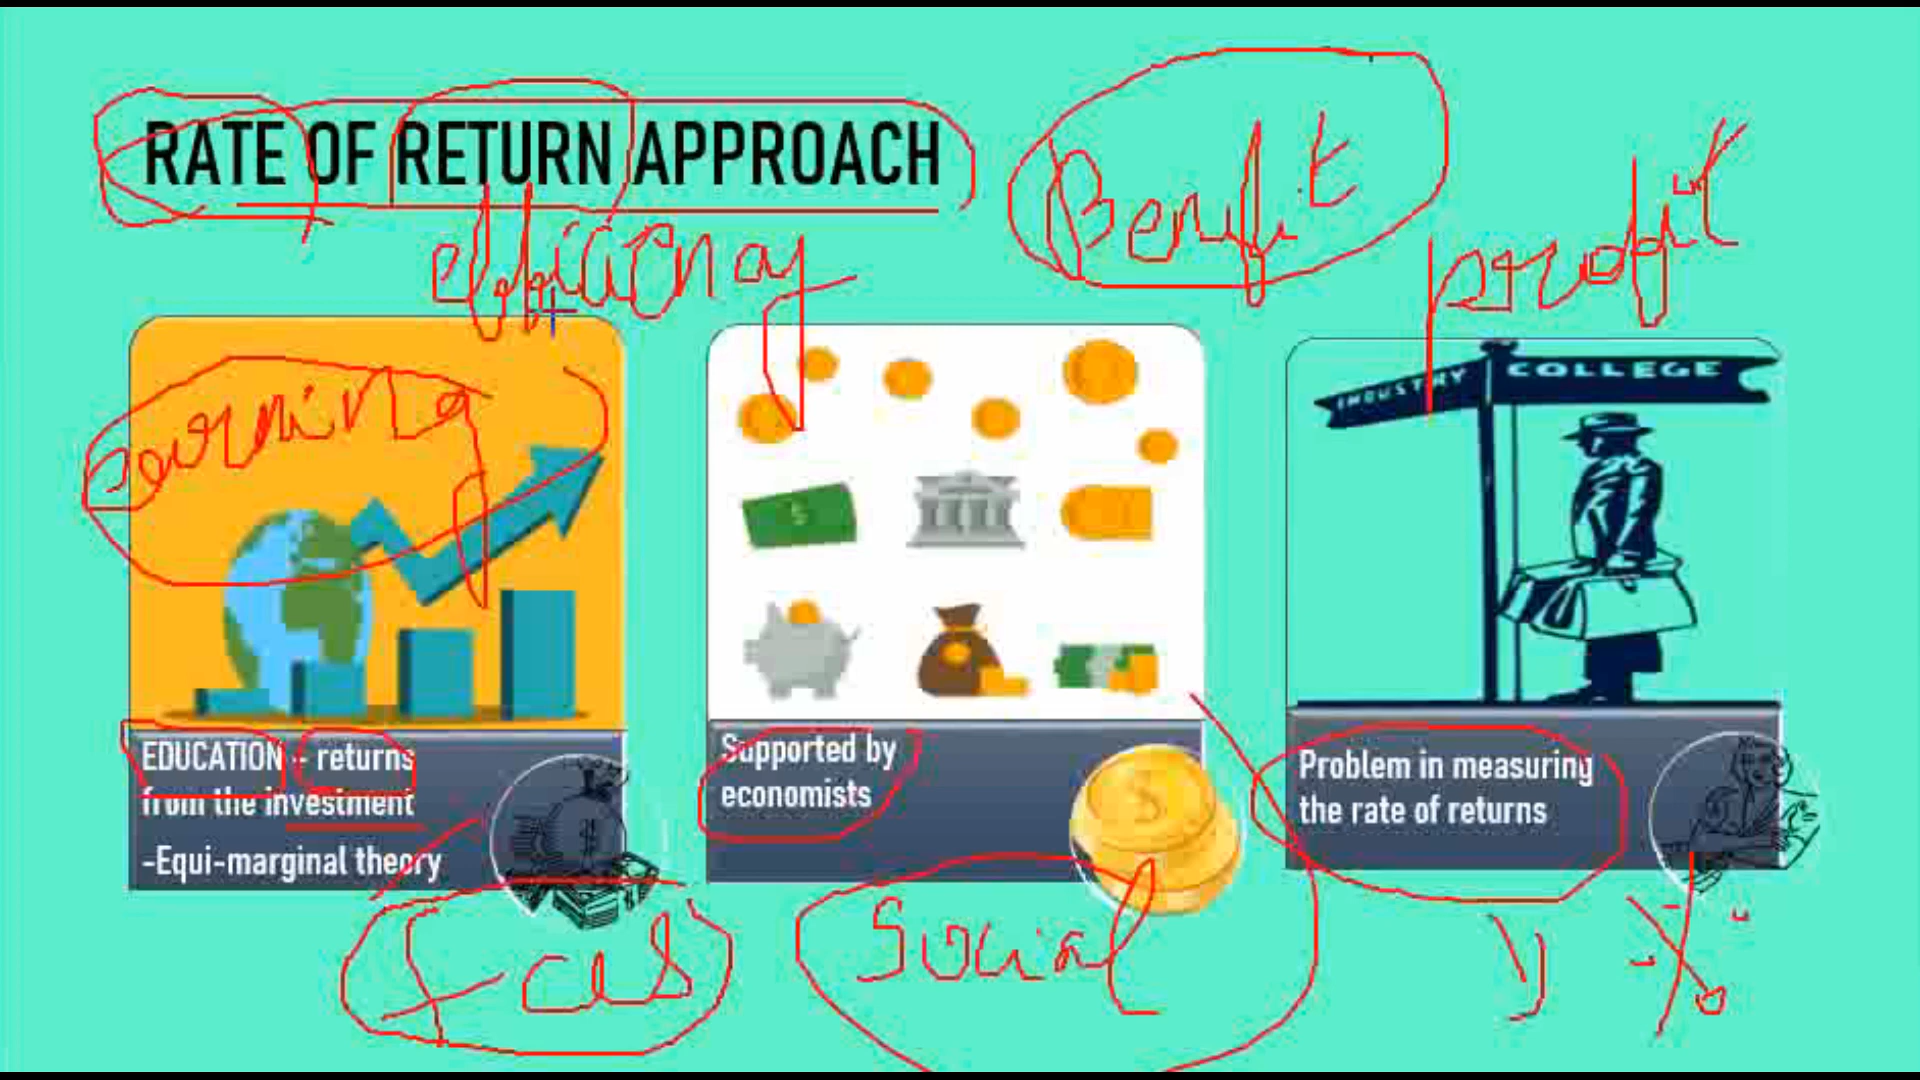 RATE OF RETURN APPROACH
Benefit
profit
efficiency
earning
INDUSTRY
COLLEGE
EDUCATION - returns
from the investment
-Equi-marginal theory
Supported by
economists
Problem in measuring
the rate of returns
Social